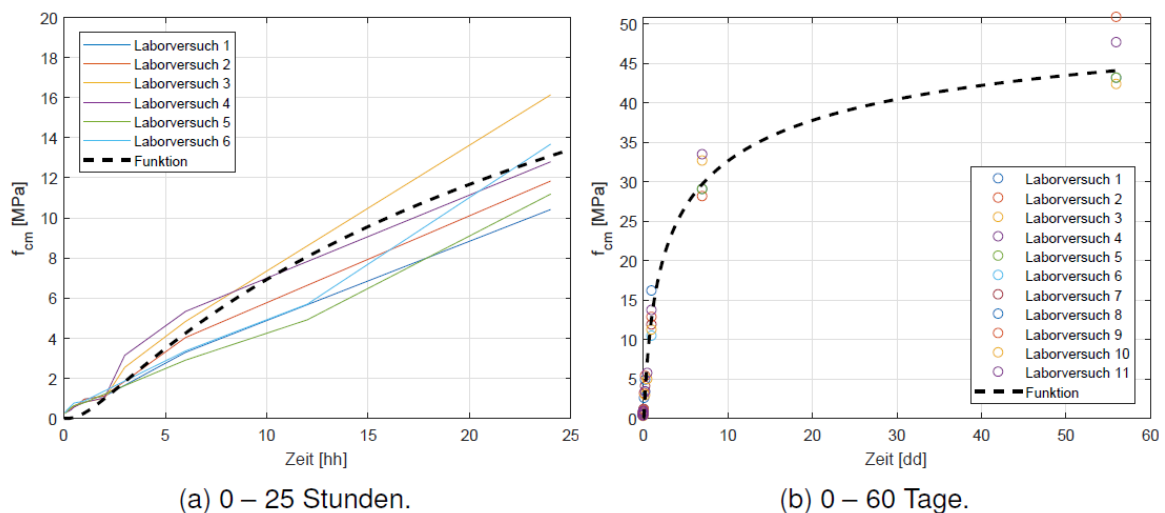 20
18
16
14
12
10
8
6
4
2
0
f_cm [MPa]
Laborversuch 1
Laborversuch 2
Laborversuch 3
Laborversuch 4
Laborversuch 5
Laborversuch 6
Funktion
0 5 10 15 20 25
Zeit [hh]
(a) 0 – 25 Stunden.
50
45
40
35
30
25
20
15
10
5
0
f_cm [MPa]
Laborversuch 1
Laborversuch 2
Laborversuch 3
Laborversuch 4
Laborversuch 5
Laborversuch 6
Laborversuch 7
Laborversuch 8
Laborversuch 9
Laborversuch 10
Laborversuch 11
Funktion
0 10 20 30 40 50 60
Zeit [dd]
(b) 0 – 60 Tage.